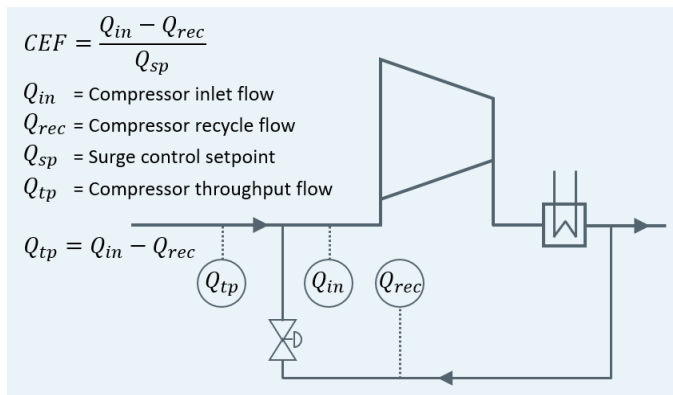 CEF = (Q_in − Q_rec) / Q_sp
Q_in = Compressor inlet flow
Q_rec = Compressor recycle flow
Q_sp = Surge control setpoint
Q_tp = Compressor throughput flow
Q_tp = Q_in − Q_rec
Q_tp
Q_in
Q_rec